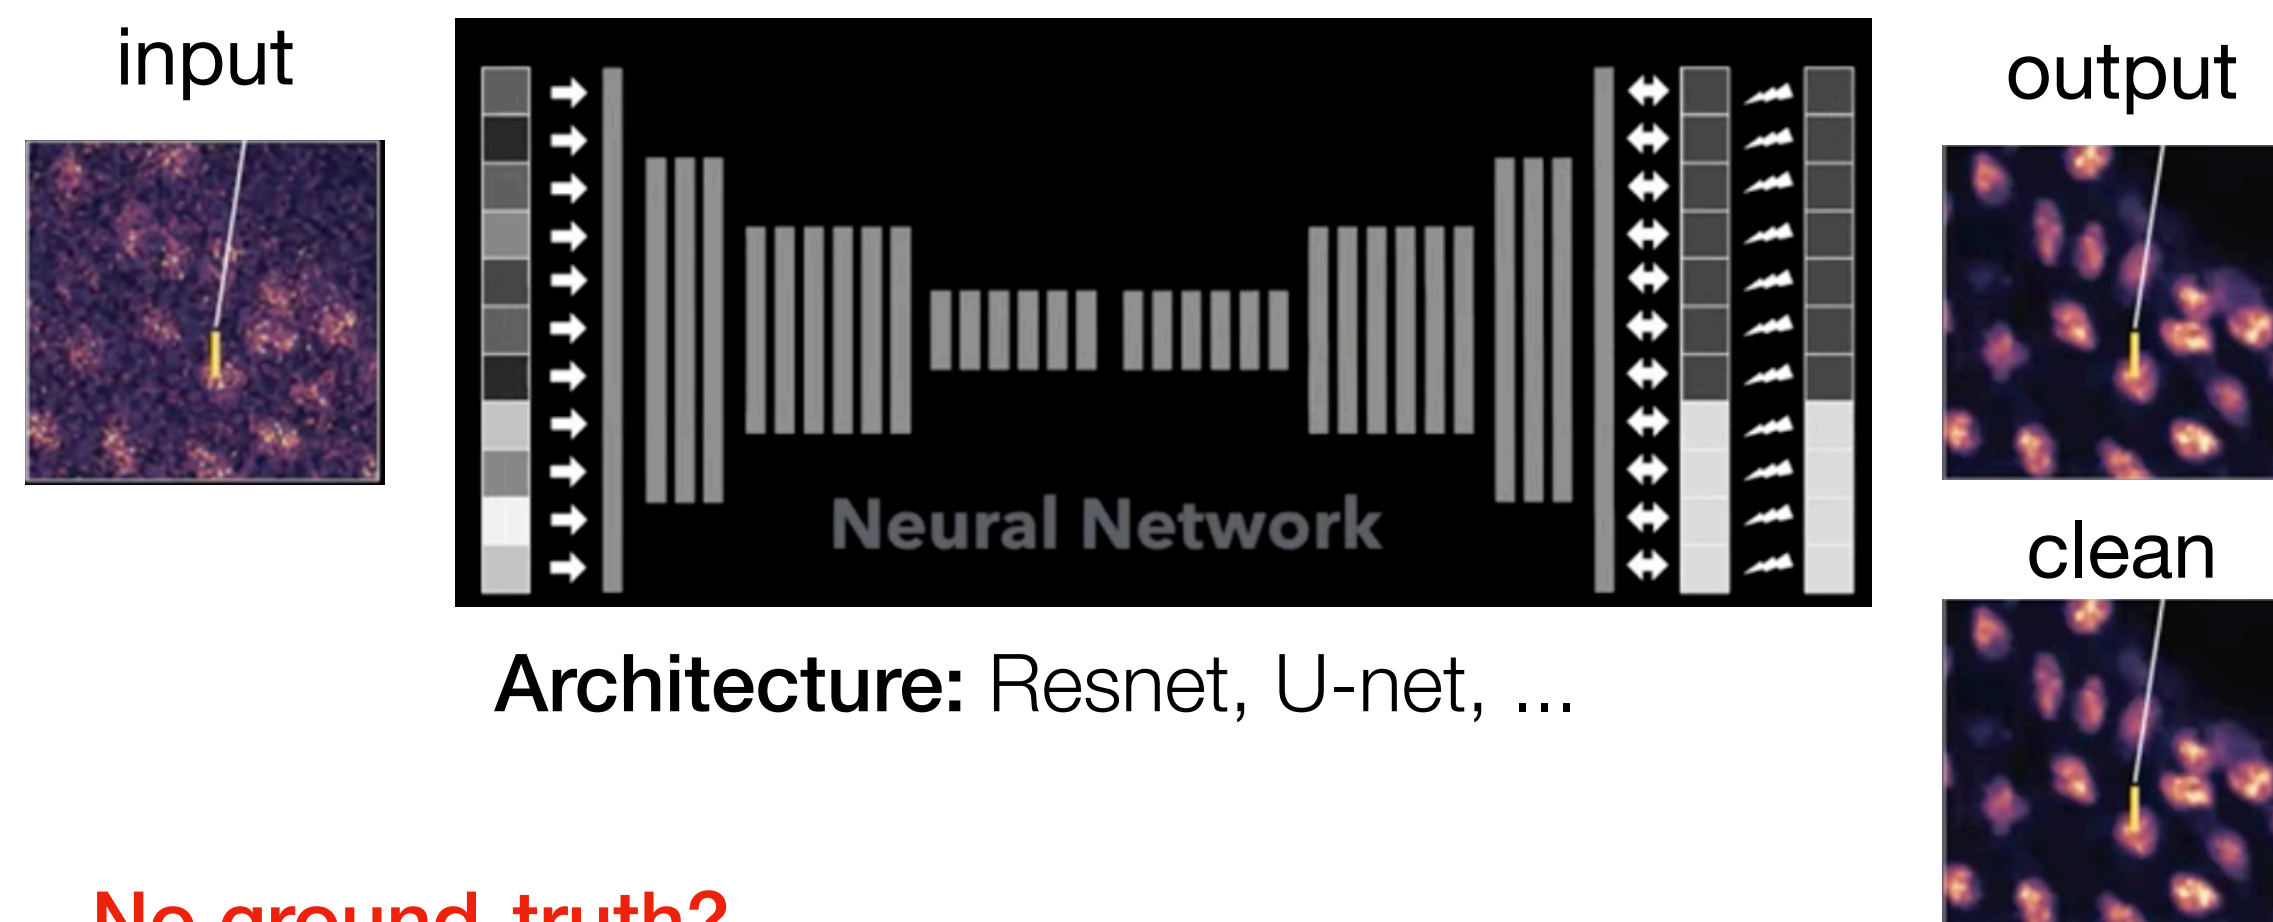 input
output
Neural Network
clean
Architecture: Resnet, U-net, ...
No ground-truth?